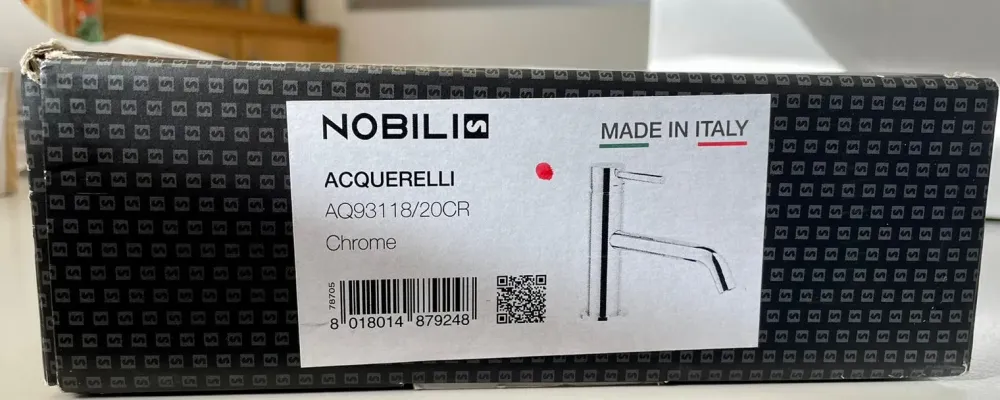 NOBILI
MADE IN ITALY
ACQUERELLI
AQ93118/20CR
Chrome
78705
8 018014 879248